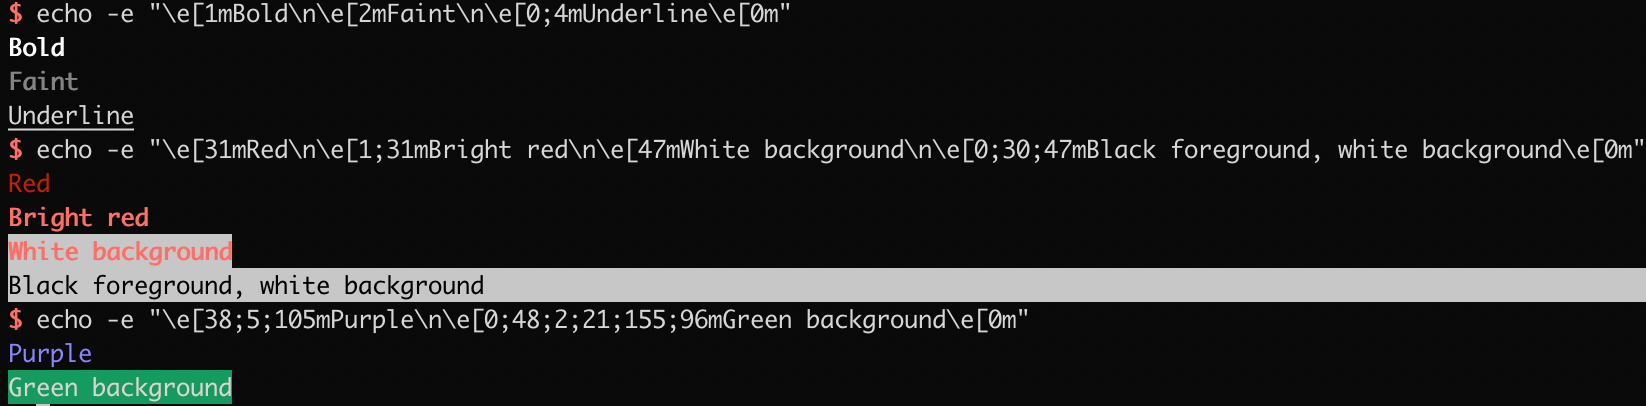 $ echo -e "\e[1mBold\n\e[2mFaint\n\e[0;4mUnderline\e[0m"
Bold
Faint
Underline
$ echo -e "\e[31mRed\n\e[1;31mBright red\n\e[47mWhite background\n\e[0;30;47mBlack foreground, white background\e[0m"
Red
Bright red
White background
Black foreground, white background
$ echo -e "\e[38;5;105mPurple\n\e[0;48;2;21;155;96mGreen background\e[0m"
Purple
Green background